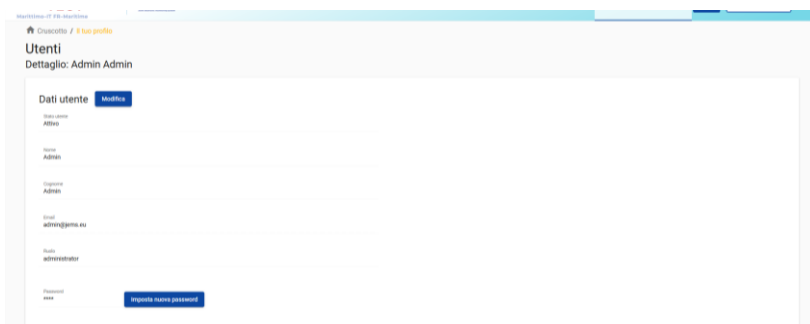 Marittimo-IT FR-Maritime
Cruscotto / Il tuo profilo
Utenti
Dettaglio: Admin Admin
Dati utente Modifica
Stato utente
Attivo
Nome
Admin
Cognome
Admin
Email
admin@jems.eu
Ruolo
administrator
Password
****
Imposta nuova password